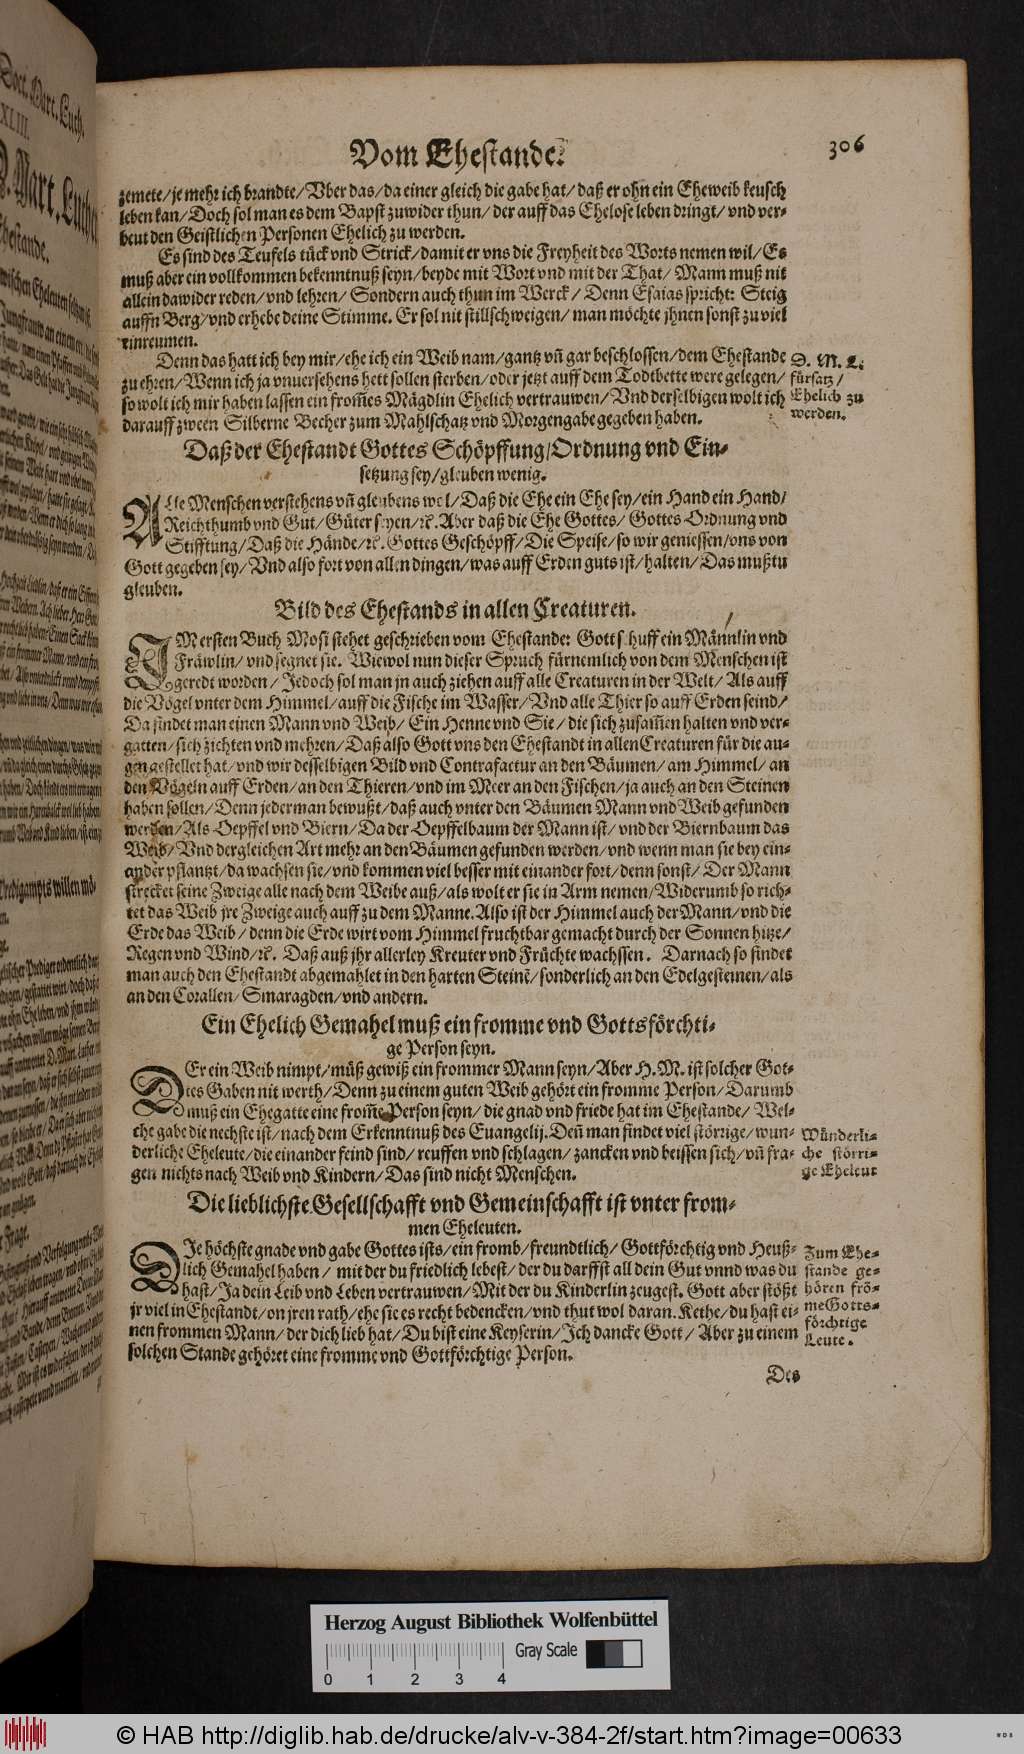 Vom Ehestande.
306
zemete/ je mehr ich brandte/ Vber das/ da einer gleich die gabe hat/ daß er ohn ein Eheweib keusch
leben kan/ Doch sol man es dem Bapst zuwider thun/ der auff das Ehelose leben dringt/ vnd ver-
beut den Geistlichen Personen Ehelich zu werden.
Es sind des Teufels tück vnd Strick/ damit er vns die Freyheit des Worts nemen wil/ Es
muß aber ein vollkommen bekenntnuß seyn/ beyde mit Wort vnd mit der That/ Mann muß nit
allein dawider reden/ vnd lehren/ Sondern auch thun im Werck/ Denn Esaias spricht: Steig
auffn Berg/ vnd erhebe deine Stimme. Er sol nit stillschweigen/ man möchte jhnen sonst zu viel
einreumen.
Denn das hatt ich bey mir/ ehe ich ein Weib nam/ gantz vñ gar beschlossen/ dem Ehestande
zu ehren/ Wenn ich ja vnuersehens hett sollen sterben/ oder jetzt auff dem Todtbette were gelegen/
so wolt ich mir haben lassen ein from̃es Mägdlin Ehelich vertrauwen/ Vnd derselbigen wolt ich
darauff zween Silberne Becher zum Mahlschatz vnd Morgengabe gegeben haben.
D. M. L.
fürsatz/
Ehelich zu
werden.
Daß der Ehestandt Gottes Schöpffung/ Ordnung vnd Ein-
setzung sey/ gleuben wenig.
ALle Menschen verstehens vñ gleubens wol/ Daß die Ehe ein Ehe sey/ ein Hand ein Hand/
Reichthumb vnd Gut/ Güter seyen/ ꝛc. Aber daß die Ehe Gottes/ Gottes Ordnung vnd
Stifftung/ Daß die Hände/ ꝛc. Gottes Geschöpff/ Die Speise/ so wir geniessen/ vns von
Gott gegeben sey/ Vnd also fort von allen dingen/ was auff Erden guts ist/ halten/ Das mußtu
gleuben.
Bild des Ehestands in allen Creaturen.
IM ersten Buch Mosi stehet geschrieben vom Ehestande: Gott schuff ein Männlin vnd
Fräwlin/ vnd segnet sie. Wiewol nun dieser Spruch fürnemlich von dem Menschen ist
geredt worden/ Jedoch sol man jn auch ziehen auff alle Creaturen in der Welt/ Als auff
die Vögel vnter dem Himmel/ auff die Fische im Wasser/ Vnd alle Thier so auff Erden seind/
Da findet man einen Mann vnd Weib/ Ein Henne vnd Sie/ die sich zusam̃en halten vnd ver-
gatten/ sich zichten vnd mehren/ Daß also Gott vns den Ehestandt in allen Creaturen für die au-
gen gestellet hat/ vnd wir desselbigen Bild vnd Contrafactur an den Bäumen/ am Himmel/ an
den Vögeln auff Erden/ an den Thieren/ vnd im Meer an den Fischen/ ja auch an den Steinen
haben sollen/ Denn jederman bewußt/ daß auch vnter den Bäumen Mann vnd Weib gefunden
werden/ Als Oepffel vnd Biern/ Da der Oepffelbaum der Mann ist/ vnd der Biernbaum das
Weib/ Vnd dergleichen Art mehr an den Bäumen gefunden werden/ vnd wenn man sie bey ein-
ander pflantzt/ da wachsen sie/ vnd kommen viel besser mit einander fort/ denn sonst/ Der Mann
strecket seine Zweige alle nach dem Weibe auß/ als wolt er sie in Arm nemen/ Widerumb so rich-
tet das Weib jre Zweige auch auff zu dem Manne. Also ist der Himmel auch der Mann/ vnd die
Erde das Weib/ denn die Erde wirt vom Himmel fruchtbar gemacht durch der Sonnen hitze/
Regen vnd Wind/ ꝛc. Daß auß jhr allerley Kreuter vnd Früchte wachssen. Darnach so findet
man auch den Ehestandt abgemahlet in den harten Steinẽ/ sonderlich an den Edelgesteinen/ als
an den Corallen/ Smaragden/ vnd andern.
Ein Ehelich Gemahel muß ein fromme vnd Gottsförchti-
ge Person seyn.
DEr ein Weib nimpt/ müß gewiß ein frommer Mann seyn/ Aber H. M. ist solcher Got-
tes Gaben nit werth/ Denn zu einem guten Weib gehört ein fromme Person/ Darumb
muß ein Ehegatte eine from̃e Person seyn/ die gnad vnd friede hat im Ehestande/ Wel-
che gabe die nechste ist/ nach dem Erkenntnuß des Euangelij. Deñ man findet viel störrige/ wun-
derliche Eheleute/ die einander feind sind/ reuffen vnd schlagen/ zancken vnd beissen sich/ vñ fra-
gen nichts nach Weib vnd Kindern/ Das sind nicht Menschen.
Wünderli-
che störri-
ge Eheleut
Die lieblichste Gesellschafft vnd Gemeinschafft ist vnter from-
men Eheleuten.
DIe höchste gnade vnd gabe Gottes ists/ ein fromb/ freundtlich/ Gottförchtig vnd Heuß-
lich Gemahel haben/ mit der du friedlich lebest/ der du darffst all dein Gut vnnd was du
hast/ Ja dein Leib vnd Leben vertrauwen/ Mit der du Kinderlin zeugest. Gott aber stößt
jr viel in Ehestandt/ on jren rath/ ehe sie es recht bedencken/ vnd thut wol daran. Kethe/ du hast ei-
nen frommen Mann/ der dich lieb hat/ Du bist eine Keyserin/ Ich dancke Gott/ Aber zu einem
solchen Stande gehöret eine fromme vnd Gottförchtige Person.
Zum Ehe-
stande ge-
hören frö-
me Gotts-
förchtige
Leute.
Des
Herzog August Bibliothek Wolfenbüttel
Gray Scale
0 1 2 3 4
© HAB http://diglib.hab.de/drucke/alv-v-384-2f/start.htm?image=00633